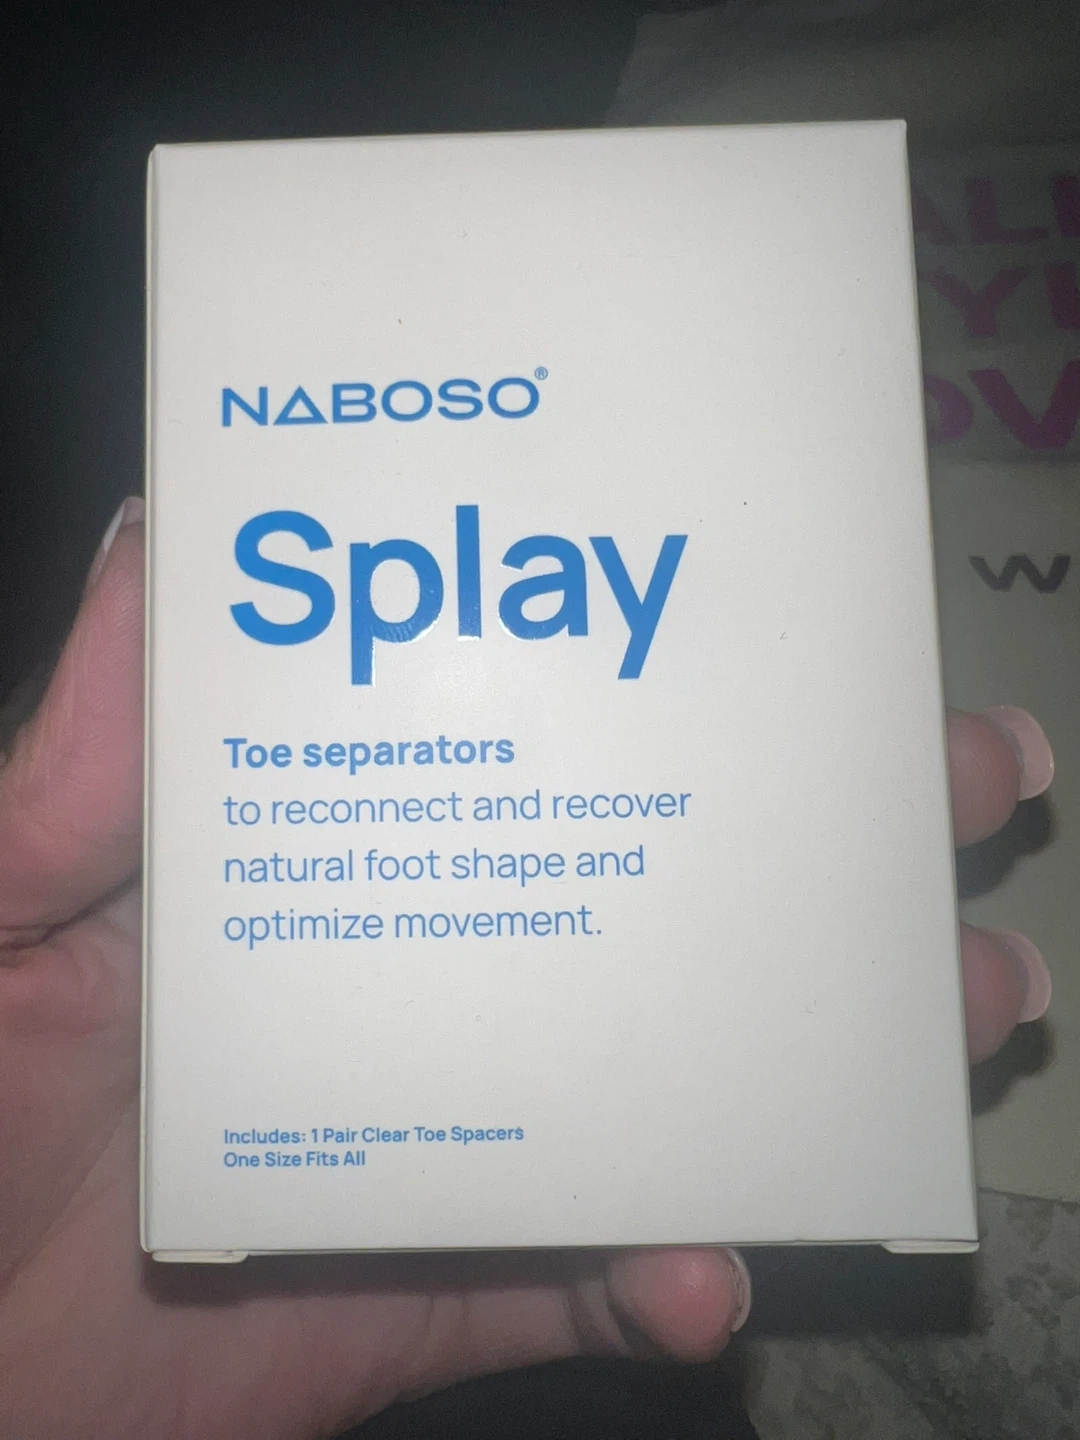 NABOSO®
Splay
Toe separators
to reconnect and recover
natural foot shape and
optimize movement.
Includes: 1 Pair Clear Toe Spacers
One Size Fits All